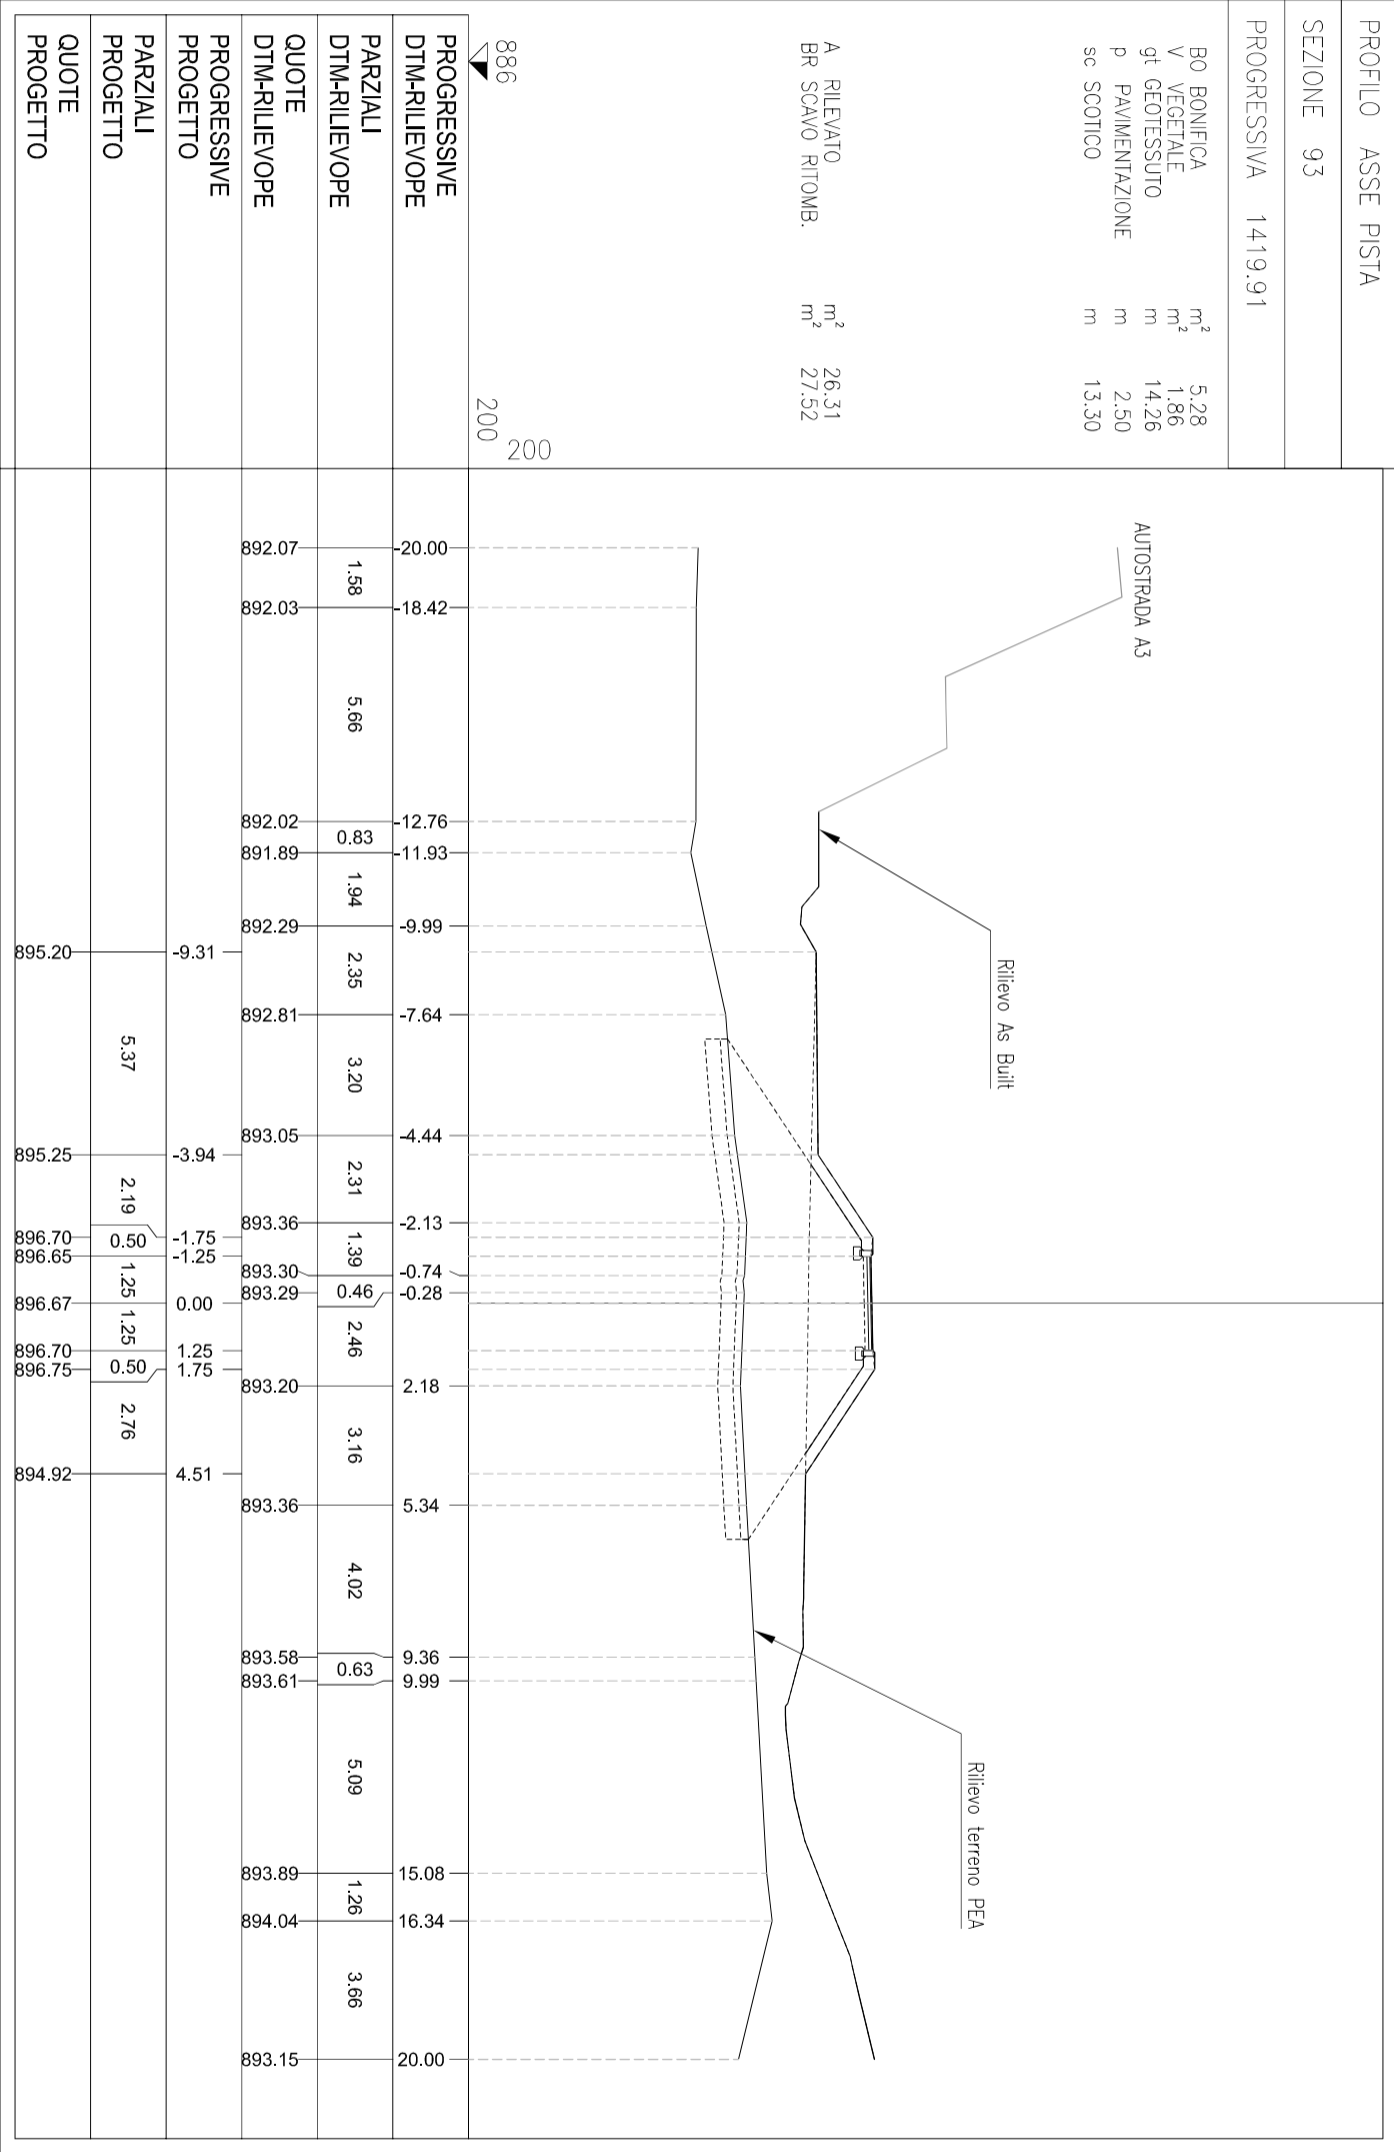 PROFILO ASSE PISTA
SEZIONE 93
PROGRESSIVA 1419.91
BO BONIFICA m² 5.28
V VEGETALE m² 1.86
gt GEOTESSUTO m 14.26
p PAVIMENTAZIONE m 2.50
sc SCOTICO m 13.30
A RILEVATO m² 26.31
BR SCAVO RITOMB. m² 27.52
AUTOSTRADA A3
Rilievo As Built
Rilievo terreno PEA
200
200
886
PROGRESSIVE
DTM-RILIEVOPE
-20.00 -18.42 -12.76 -11.93 -9.99 -7.64 -4.44 -2.13 -0.74 -0.28 2.18 5.34 9.36 9.99 15.08 16.34 20.00
PARZIALI
DTM-RILIEVOPE
1.58 5.66 0.83 1.94 2.35 3.20 2.31 1.39 0.46 2.46 3.16 4.02 0.63 5.09 1.26 3.66
QUOTE
DTM-RILIEVOPE
892.07 892.03 892.02 891.89 892.29 892.81 893.05 893.36 893.30 893.29 893.20 893.36 893.58 893.61 893.89 894.04 893.15
PROGRESSIVE
PROGETTO
-9.31 -3.94 -1.75 -1.25 0.00 1.25 1.75 4.51
PARZIALI
PROGETTO
5.37 2.19 0.50 1.25 1.25 0.50 2.76
QUOTE
PROGETTO
895.20 895.25 896.70 896.65 896.67 896.70 896.75 894.92